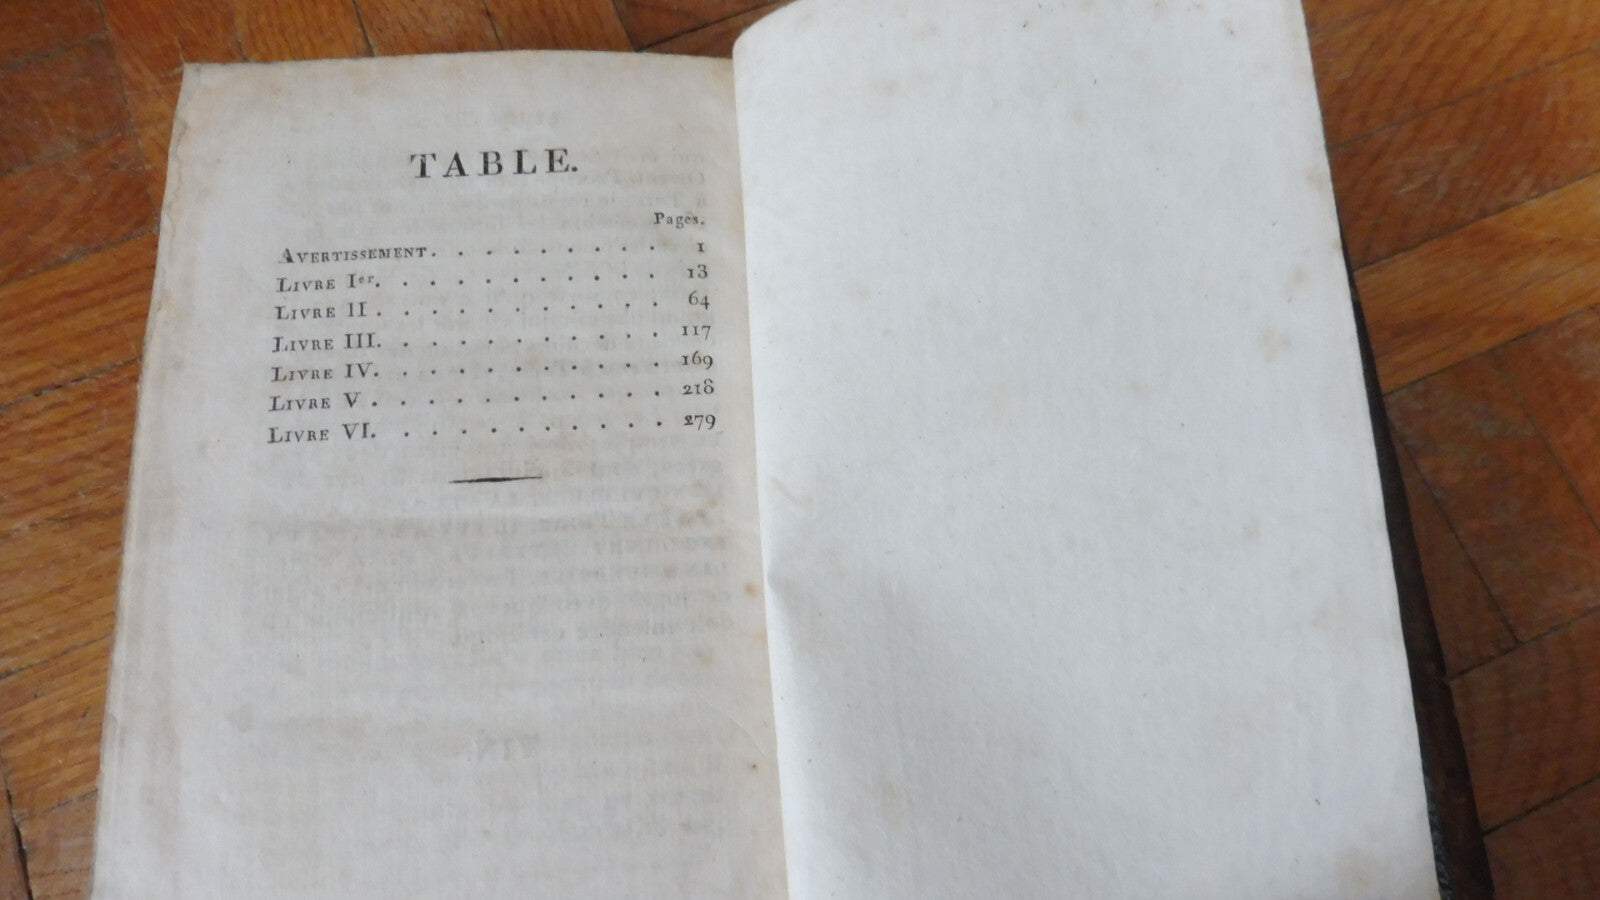 TABLE.
Pages.
AVERTISSEMENT. . . . . . . . . 1
LIVRE Ier. . . . . . . . . . . 13
LIVRE II . . . . . . . . . . . 64
LIVRE III. . . . . . . . . . . 117
LIVRE IV. . . . . . . . . . . 169
LIVRE V . . . . . . . . . . . 218
LIVRE VI. . . . . . . . . . . 279